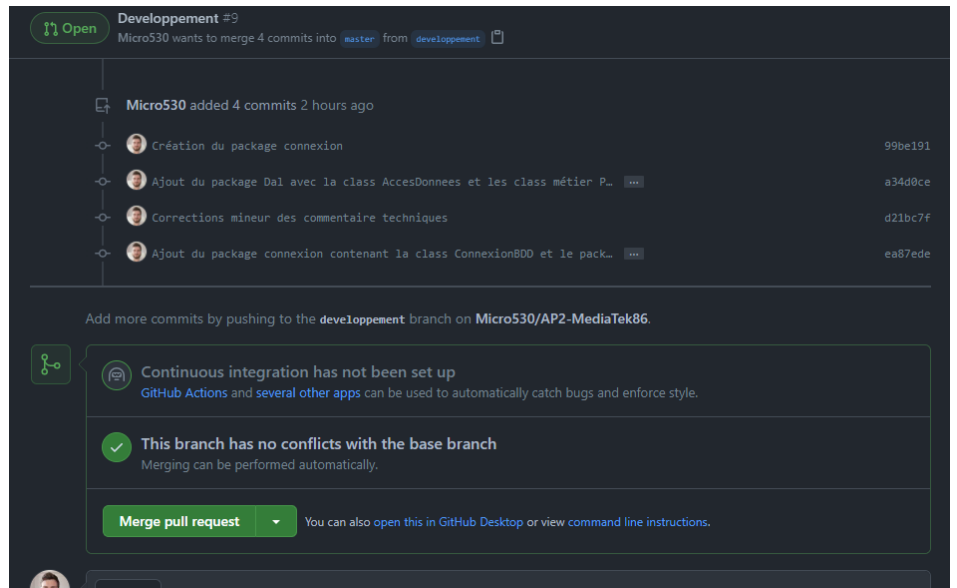 Open
Developpement #9
Micro530 wants to merge 4 commits into master from developpement
Micro530 added 4 commits 2 hours ago
Création du package connexion 99be191
Ajout du package Dal avec la class AccesDonnees et les class métier P… ... a34d0ce
Corrections mineur des commentaire techniques d21bc7f
Ajout du package connexion contenant la class ConnexionBDD et le pack… ... ea87ede
Add more commits by pushing to the developpement branch on Micro530/AP2-MediaTek86.
Continuous integration has not been set up
GitHub Actions and several other apps can be used to automatically catch bugs and enforce style.
This branch has no conflicts with the base branch
Merging can be performed automatically.
Merge pull request You can also open this in GitHub Desktop or view command line instructions.